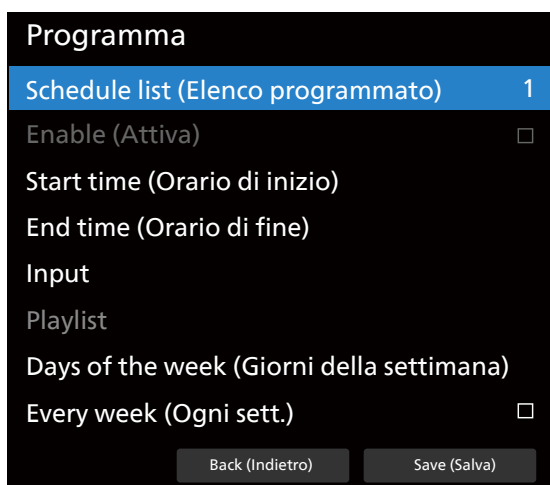 Programma
Schedule list (Elenco programmato) 1
Enable (Attiva)
Start time (Orario di inizio)
End time (Orario di fine)
Input
Playlist
Days of the week (Giorni della settimana)
Every week (Ogni sett.)
Back (Indietro) Save (Salva)